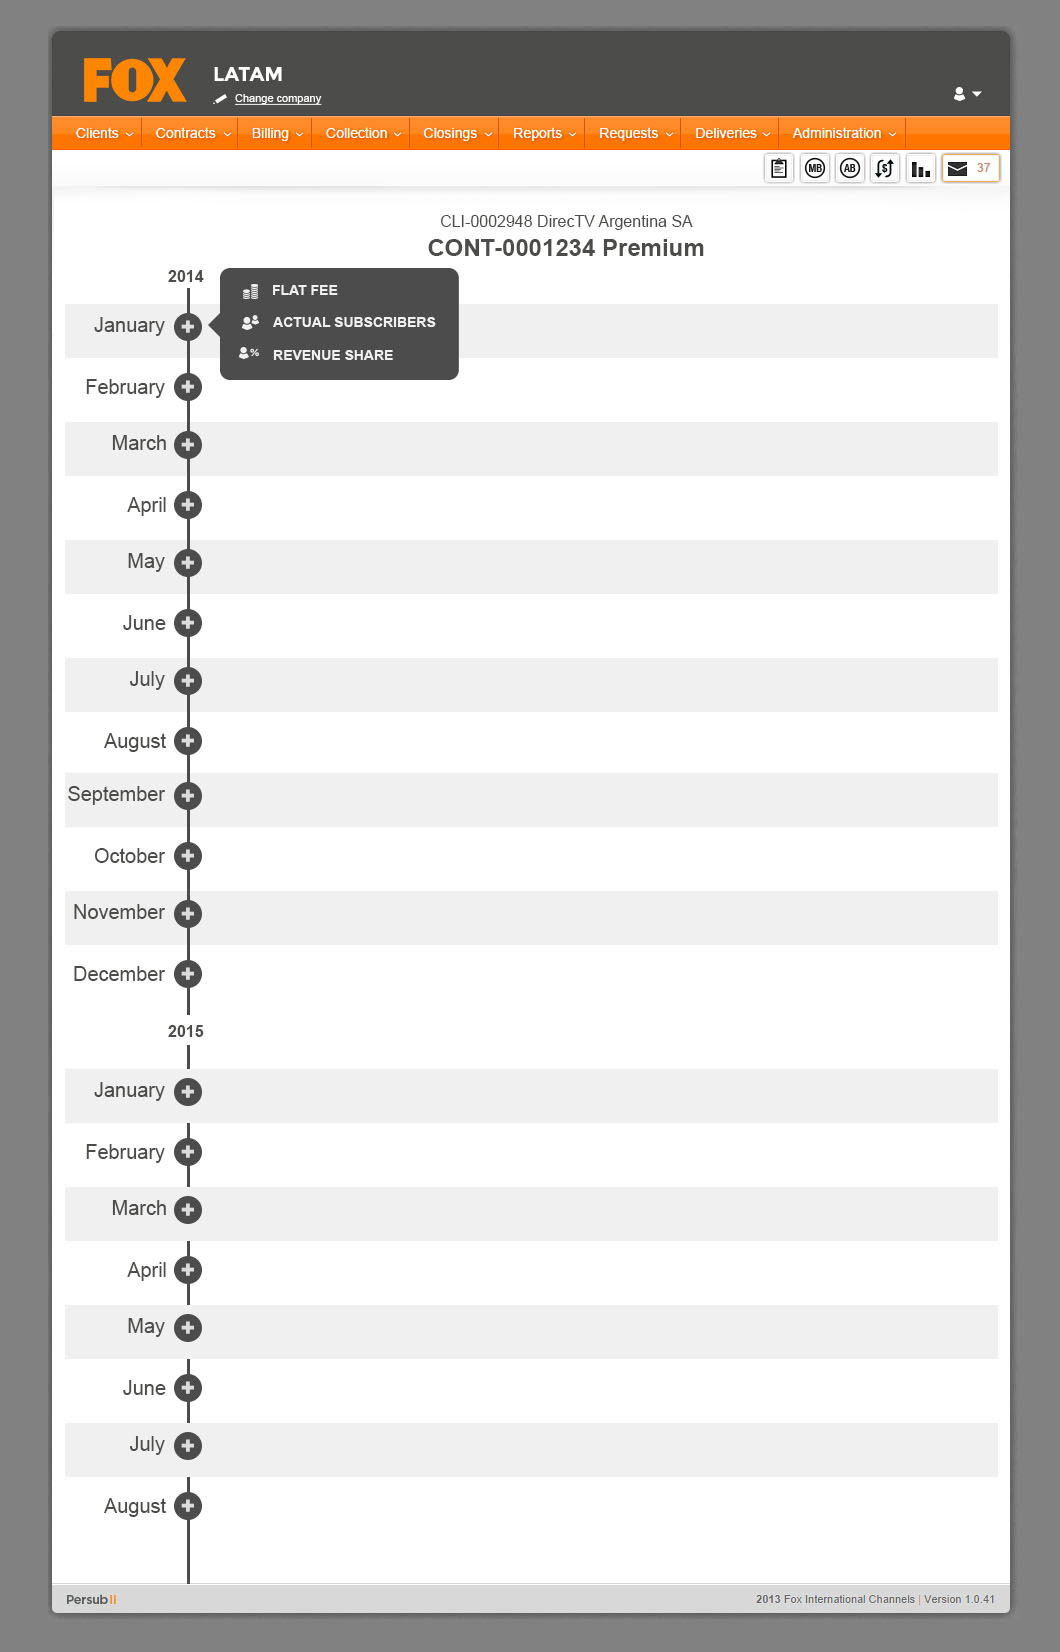 FOX
LATAM
Change company
Clients
Contracts
Billing
Collection
Closings
Reports
Requests
Deliveries
Administration
MB
AB
$
37
CLI-0002948 DirecTV Argentina SA
CONT-0001234 Premium
2014
FLAT FEE
ACTUAL SUBSCRIBERS
%
REVENUE SHARE
January
February
March
April
May
June
July
August
September
October
November
December
2015
January
February
March
April
May
June
July
August
Persub II
2013 Fox International Channels | Version 1.0.41